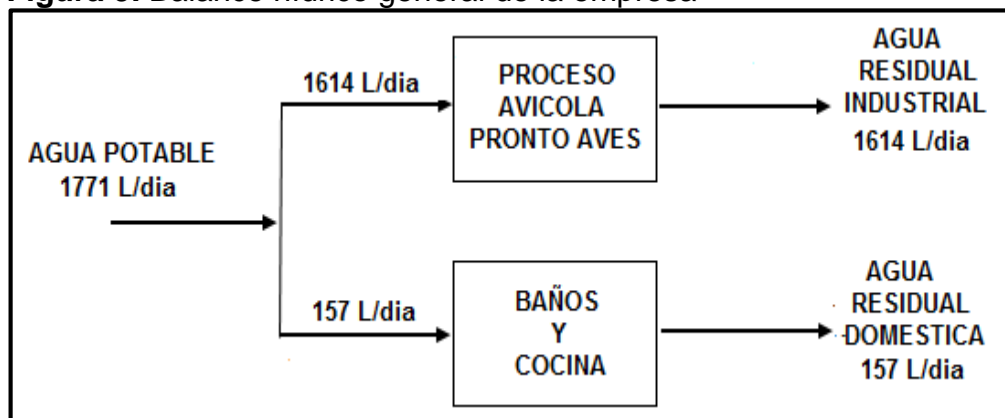 Figura Balance hídrico general de la empresa
AGUA POTABLE
1771 L/dia
1614 L/dia
PROCESO
AVICOLA
PRONTO AVES
AGUA
RESIDUAL
INDUSTRIAL
1614 L/dia
157 L/dia
BAÑOS
Y
COCINA
AGUA
RESIDUAL
DOMESTICA
157 L/dia